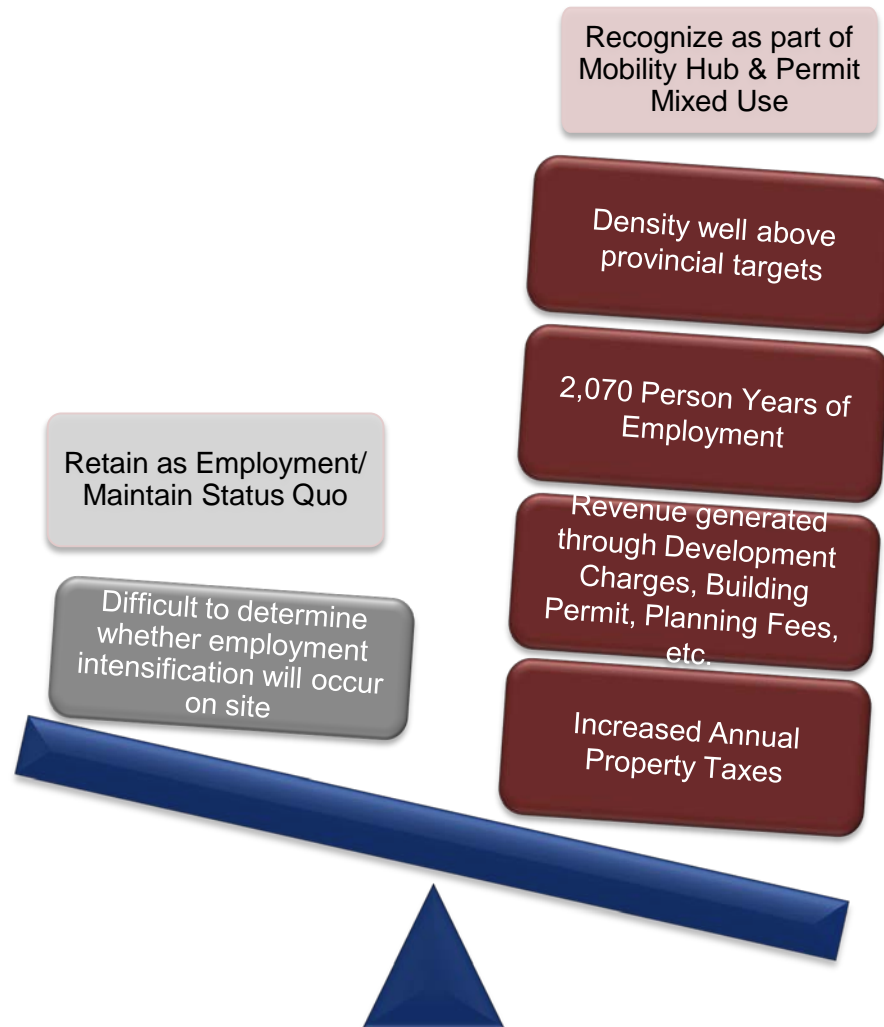 Recognize as part of
Mobility Hub & Permit
Mixed Use
Density well above
provincial targets
2,070 Person Years of
Employment
Revenue generated
through Development
Charges, Building
Permit, Planning Fees,
etc.
Increased Annual
Property Taxes
Retain as Employment/
Maintain Status Quo
Difficult to determine
whether employment
intensification will occur
on site